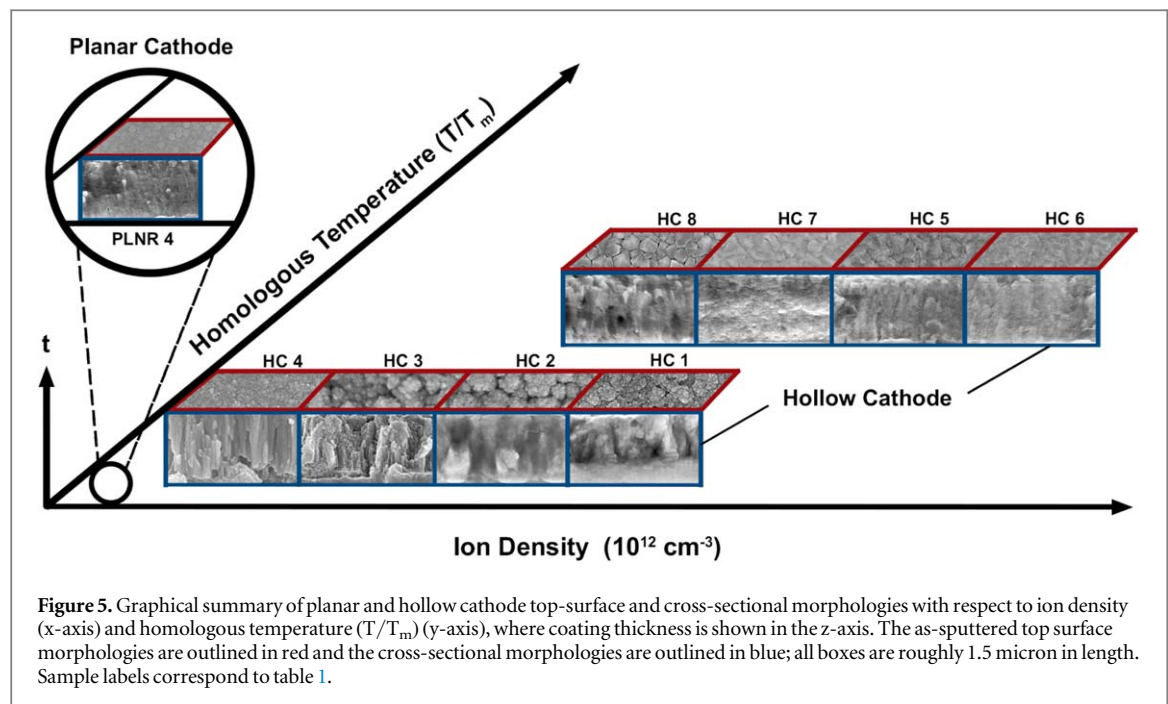 Planar Cathode
PLNR 4
Homologous Temperature (T/Tm)
HC 8 HC 7 HC 5 HC 6
t
HC 4 HC 3 HC 2 HC 1
Hollow Cathode
Ion Density (10¹² cm⁻³)
Figure 5. Graphical summary of planar and hollow cathode top-surface and cross-sectional morphologies with respect to ion density
(x-axis) and homologous temperature (T/Tm) (y-axis), where coating thickness is shown in the z-axis. The as-sputtered top surface
morphologies are outlined in red and the cross-sectional morphologies are outlined in blue; all boxes are roughly 1.5 micron in length.
Sample labels correspond to table 1.